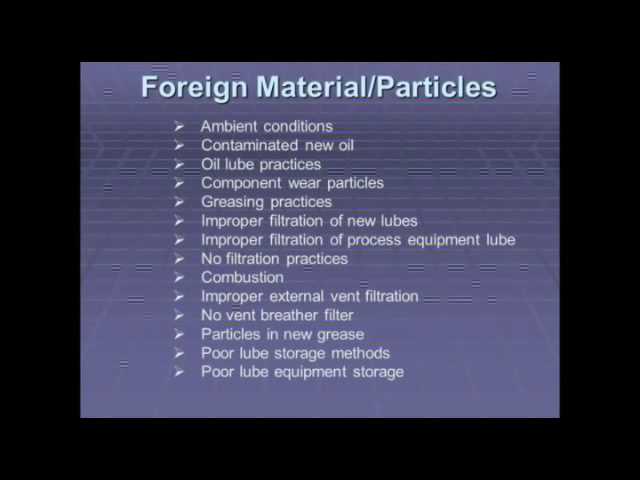 Foreign Material/Particles
➢ Ambient conditions
➢ Contaminated new oil
➢ Oil lube practices
➢ Component wear particles
➢ Greasing practices
➢ Improper filtration of new lubes
➢ Improper filtration of process equipment lube
➢ No filtration practices
➢ Combustion
➢ Improper external vent filtration
➢ No vent breather filter
➢ Particles in new grease
➢ Poor lube storage methods
➢ Poor lube equipment storage